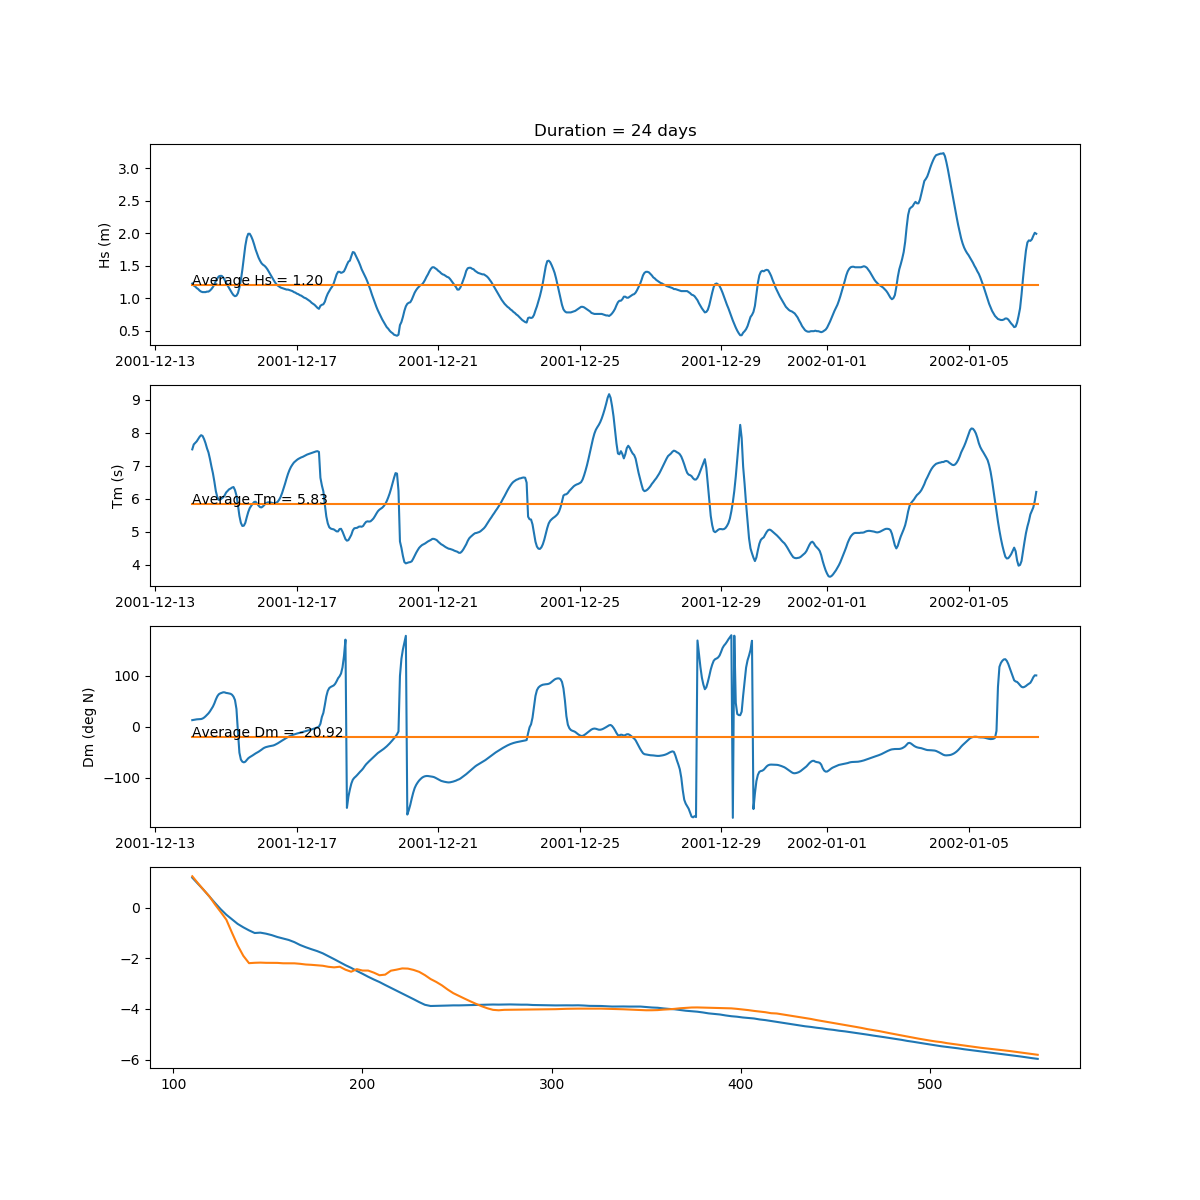 Duration = 24 days
3.0
2.5
2.0
1.5
1.0
0.5
Hs (m)
Average Hs = 1.20
2001-12-13 2001-12-17 2001-12-21 2001-12-25 2001-12-29 2002-01-01 2002-01-05
9
8
7
6
5
4
Tm (s)
Average Tm = 5.83
2001-12-13 2001-12-17 2001-12-21 2001-12-25 2001-12-29 2002-01-01 2002-01-05
100
0
−100
Dm (deg N)
Average Dm = -20.92
2001-12-13 2001-12-17 2001-12-21 2001-12-25 2001-12-29 2002-01-01 2002-01-05
0
−2
−4
−6
100 200 300 400 500